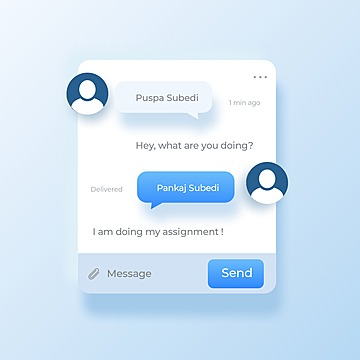 Puspa Subedi
1 min ago
Hey, what are you doing?
Delivered
Pankaj Subedi
I am doing my assignment !
Message
Send